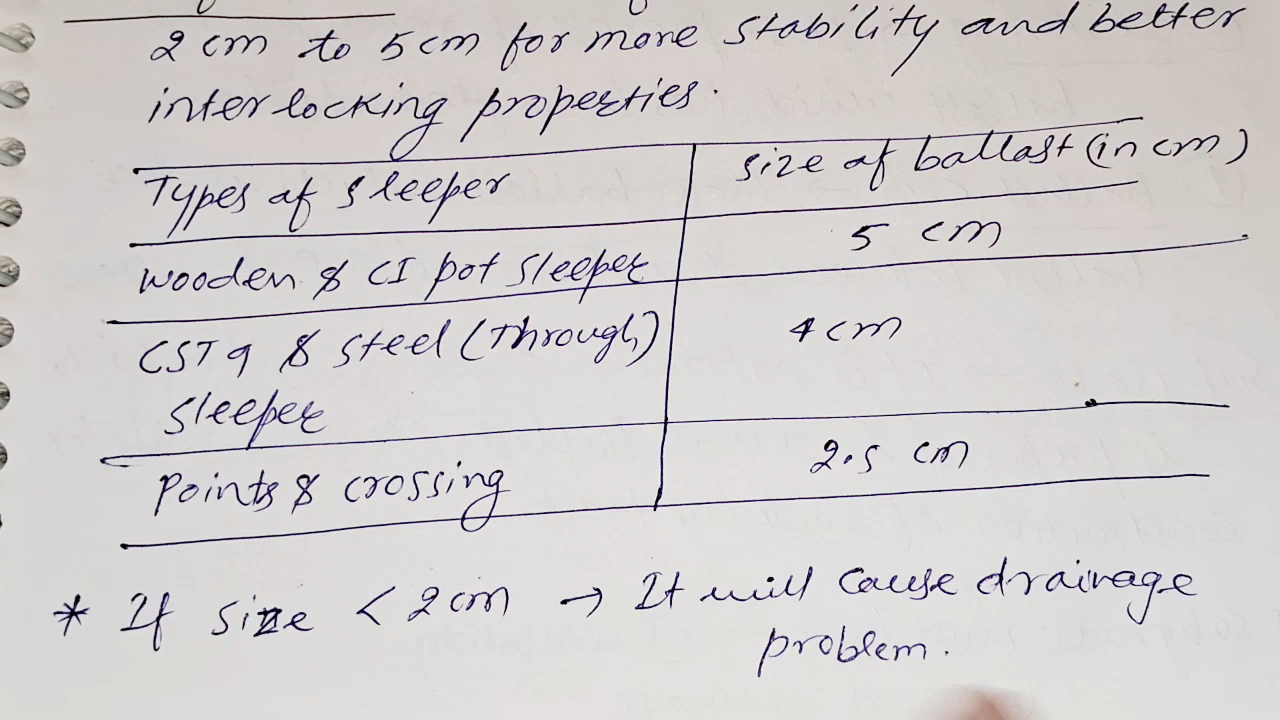 2 cm to 5 cm for more stability and better
interlocking properties.
Types of sleeper size of ballast (in cm)
wooden & CI pot sleeper 5 cm
CST 9 & steel (Through) 4 cm
sleeper
Points & crossing 2.5 cm
* If size < 2 cm → It will cause drainage
problem.